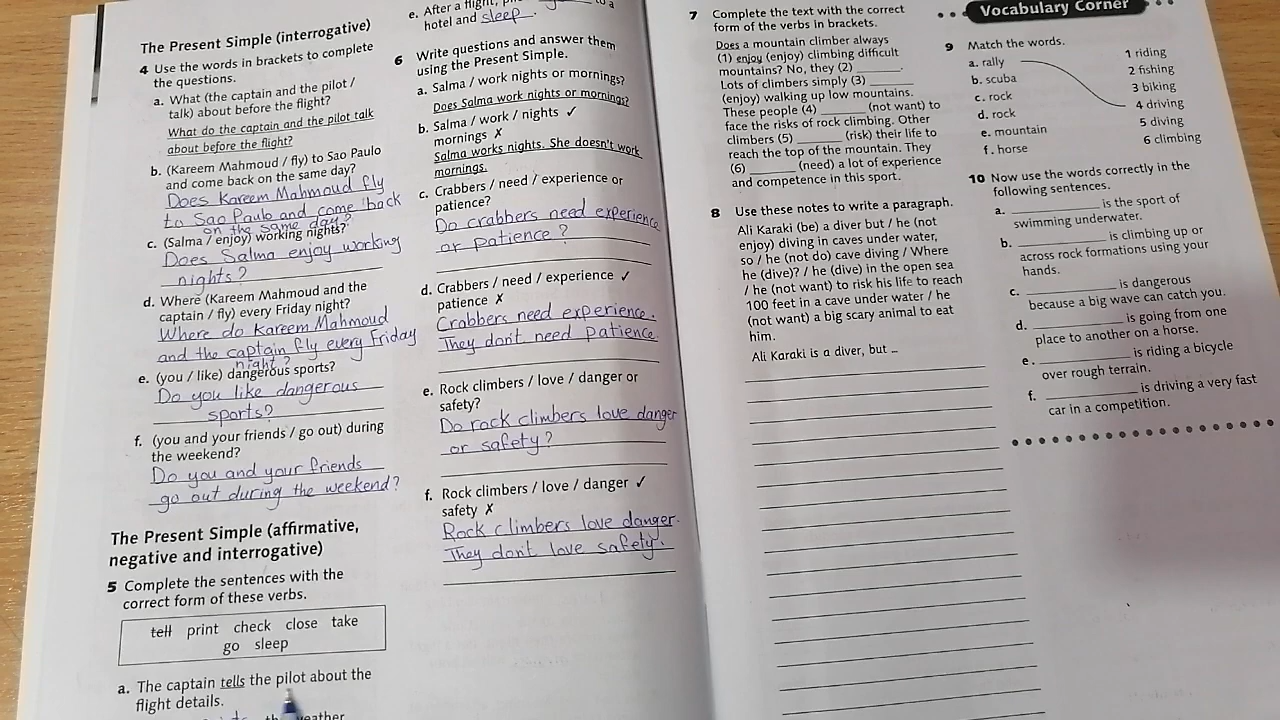 The Present Simple (interrogative)
4 Use the words in brackets to complete
the questions.
a. What (the captain and the pilot /
talk) about before the flight?
What do the captain and the pilot talk
about before the flight?
b. (Kareem Mahmoud / fly) to Sao Paulo
and come back on the same day?
Does Kareem Mahmoud fly
to Sao Paulo and come back
on the same day?
c. (Salma / enjoy) working nights?
Does Salma enjoy working
nights?
d. Where (Kareem Mahmoud and the
captain / fly) every Friday night?
Where do Kareem Mahmoud
and the captain fly every Friday
night?
e. (you / like) dangerous sports?
Do you like dangerous
sports?
f. (you and your friends / go out) during
the weekend?
Do you and your friends
go out during the weekend?
The Present Simple (affirmative,
negative and interrogative)
5 Complete the sentences with the
correct form of these verbs.
tell print check close take
go sleep
a. The captain tells the pilot about the
flight details.
weather
e. After a flight, to a
hotel and sleep.
6 Write questions and answer them
using the Present Simple.
a. Salma / work nights or mornings?
Does Salma work nights or mornings?
b. Salma / work / nights ✓
mornings ✗
Salma works nights. She doesn't work
mornings.
c. Crabbers / need / experience or
patience?
Do crabbers need experience
or patience?
d. Crabbers / need / experience ✓
patience ✗
Crabbers need experience.
They don't need patience.
e. Rock climbers / love / danger or
safety?
Do rock climbers love danger
or safety?
f. Rock climbers / love / danger ✓
safety ✗
Rock climbers love danger.
They don't love safety.
7 Complete the text with the correct
form of the verbs in brackets.
Does a mountain climber always
(1) enjoy (enjoy) climbing difficult
mountains? No, they (2) ______.
Lots of climbers simply (3) ______
(enjoy) walking up low mountains.
These people (4) ______ (not want) to
face the risks of rock climbing. Other
climbers (5) ______ (risk) their life to
reach the top of the mountain. They
(6) ______ (need) a lot of experience
and competence in this sport.
8 Use these notes to write a paragraph.
Ali Karaki (be) a diver but / he (not
enjoy) diving in caves under water,
so / he (not do) cave diving / Where
he (dive)? / he (dive) in the open sea
/ he (not want) to risk his life to reach
100 feet in a cave under water / he
(not want) a big scary animal to eat
him.
Ali Karaki is a diver, but ...
Vocabulary Corner
9 Match the words.
a. rally 1 riding
b. scuba 2 fishing
c. rock 3 biking
d. rock 4 driving
e. mountain 5 diving
f. horse 6 climbing
10 Now use the words correctly in the
following sentences.
a. ______ is the sport of
swimming underwater.
b. ______ is climbing up or
across rock formations using your
hands.
c. ______ is dangerous
because a big wave can catch you.
d. ______ is going from one
place to another on a horse.
e. ______ is riding a bicycle
over rough terrain.
f. ______ is driving a very fast
car in a competition.